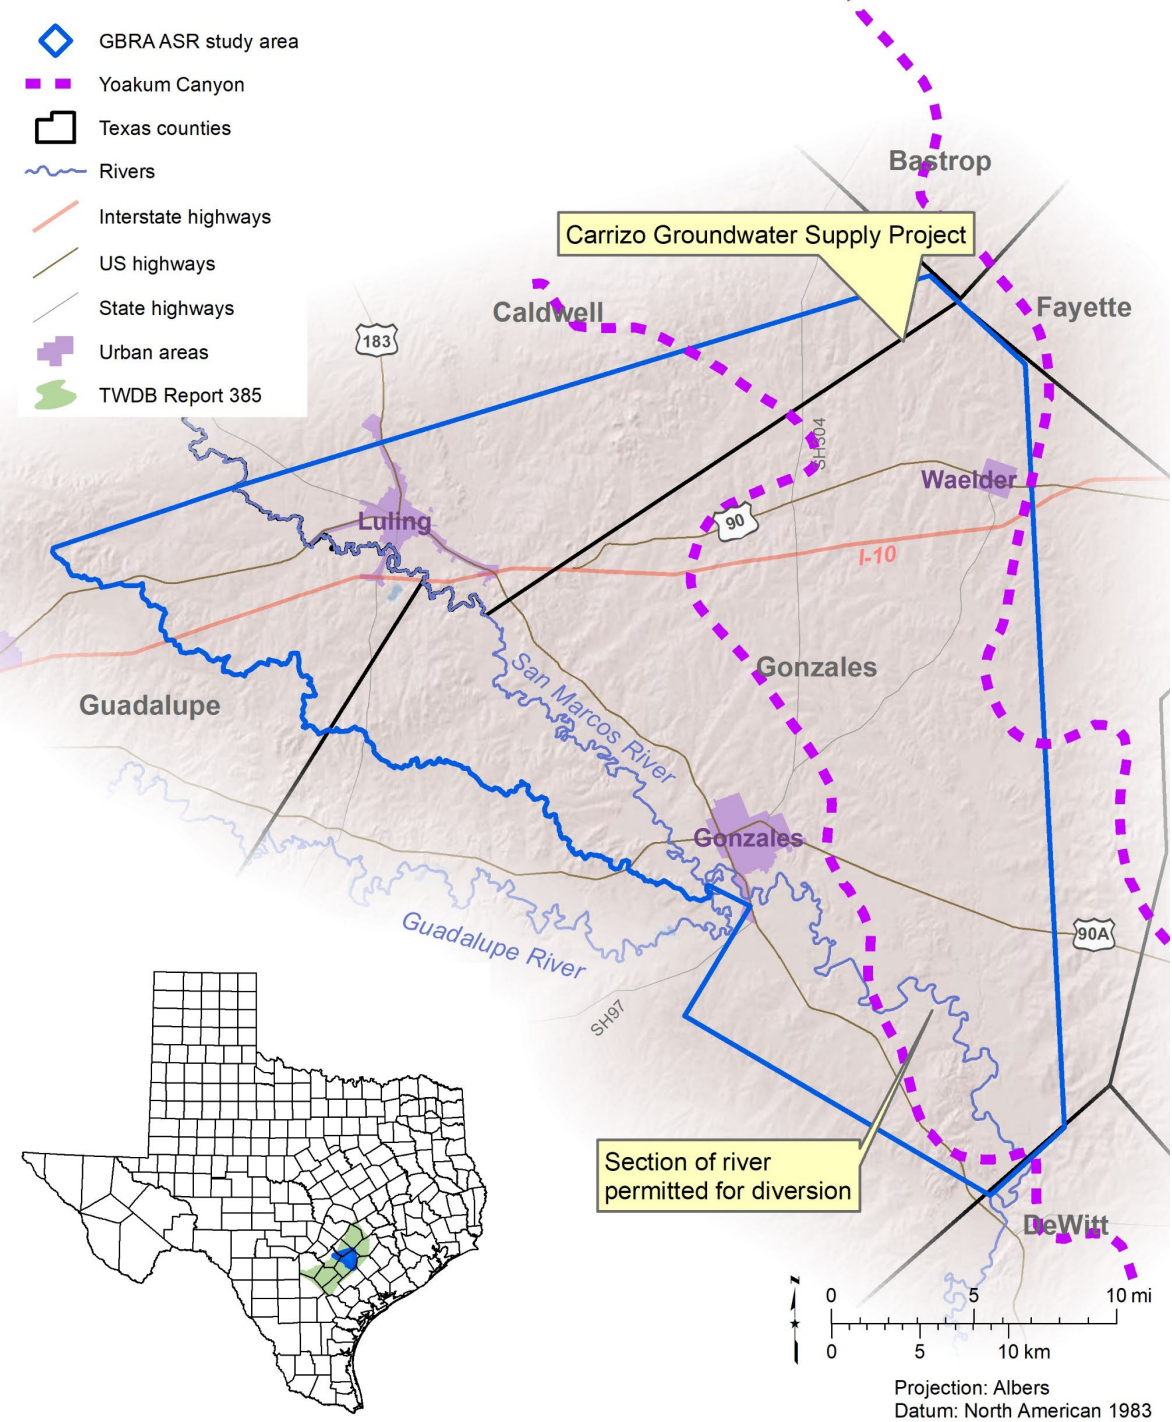 GBRA ASR study area
Yoakum Canyon
Texas counties
Rivers
Interstate highways
US highways
State highways
Urban areas
TWDB Report 385
Bastrop
Carrizo Groundwater Supply Project
Caldwell
Fayette
183
SH304
Waelder
Luling
90
I-10
San Marcos River
Gonzales
Guadalupe
Gonzales
Guadalupe River
90A
SH97
Section of river
permitted for diversion
DeWitt
N
0 5 10 mi
0 5 10 km
Projection: Albers
Datum: North American 1983